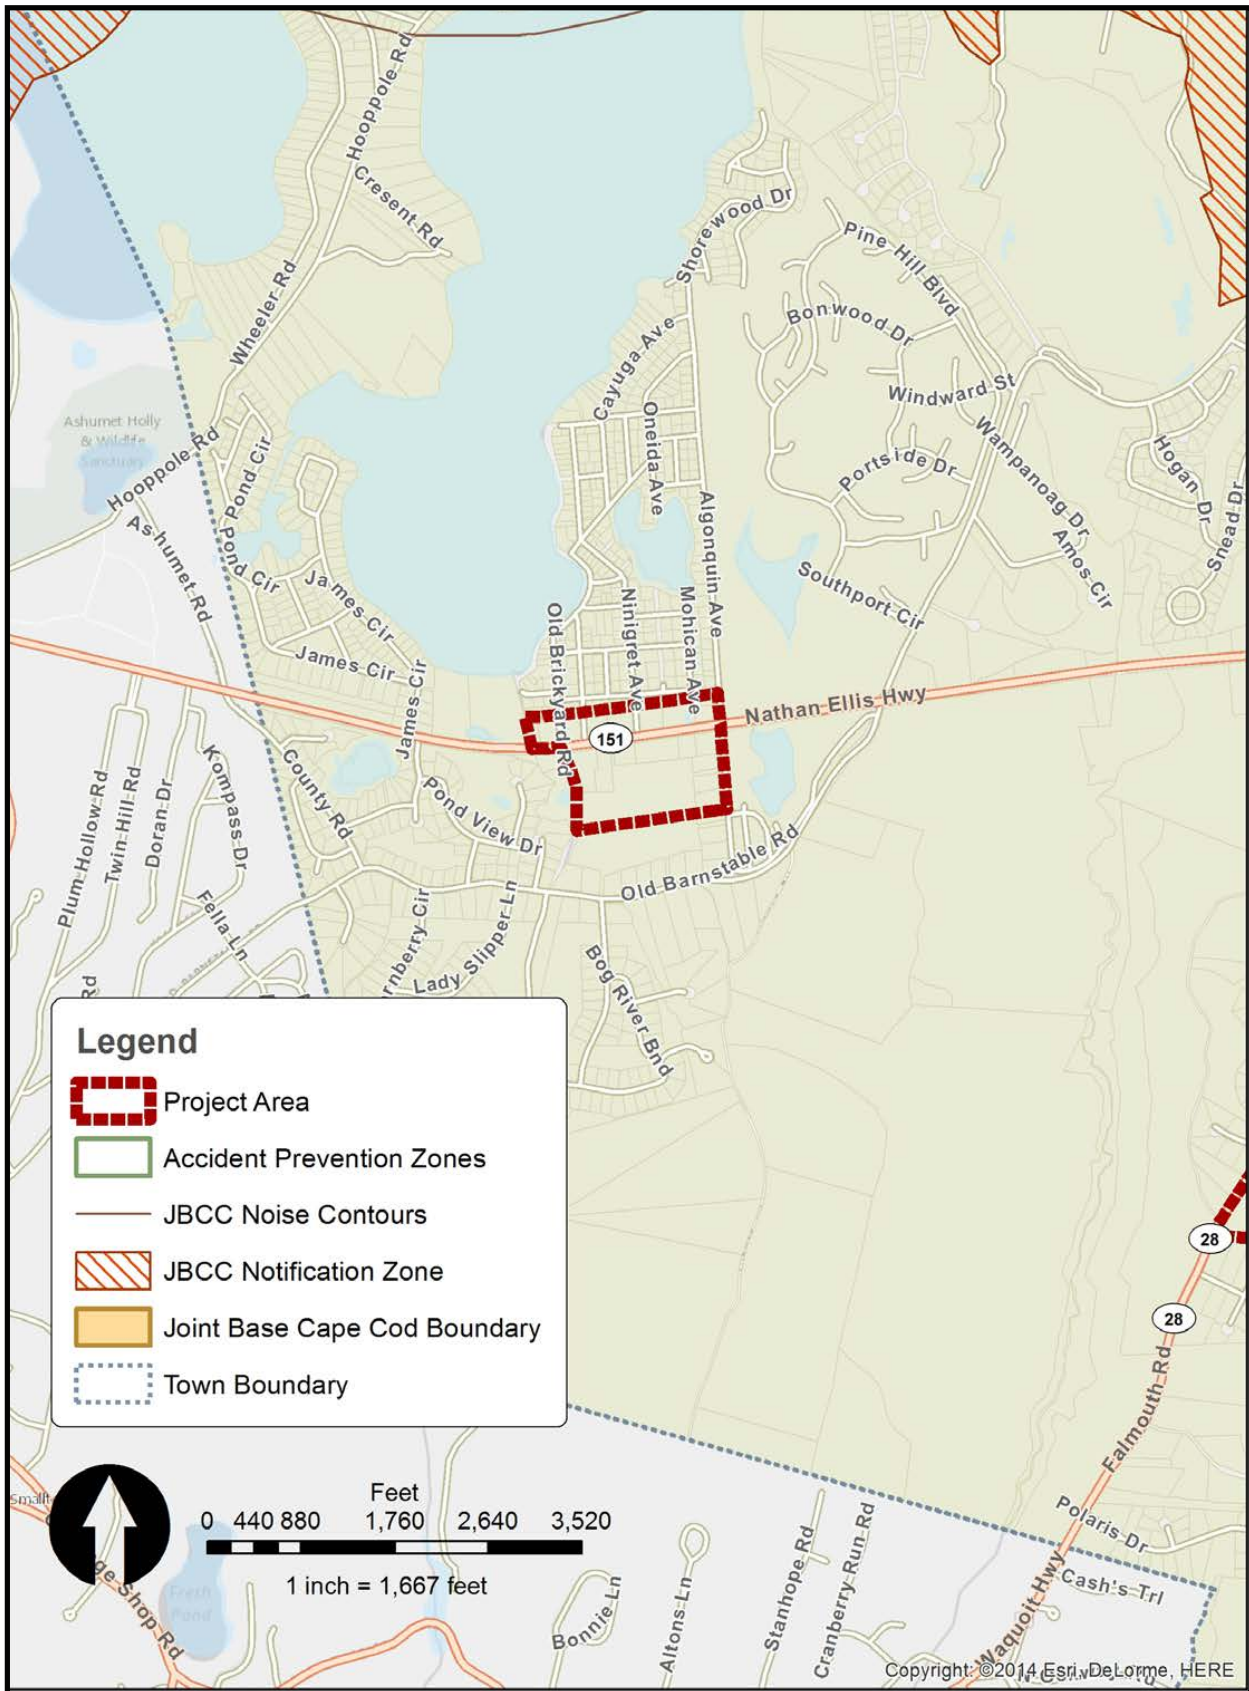 Hooppole Rd
Cresent Rd
Shorewood Dr
Pine Hill Blvd
Wheeler Rd
Bonwood Dr
Cayuga Ave
Windward St
Ashumet Holly
& Wildlife
Sanctuary
Oneida Ave
Wampanoag Dr
Hooppole Rd
Pond Cir
Portside Dr
Hogan Dr
Snead Dr
Ashumet Rd
Pond Cir
Algonquin Ave
Amos Cir
James Cir
Southport Cir
Old Brickyard Rd
Ninigret Ave
Mohican Ave
James Cir
James Cir
Nathan Ellis Hwy
151
County Rd
Kompass Dr
Plum Hollow Rd
Twin Hill Rd
Doran Dr
Pond View Dr
Old Barnstable Rd
Fella Ln
Lady Slipper Ln
Bog River Bnd
Rd
Legend
Project Area
Accident Prevention Zones
JBCC Noise Contours
JBCC Notification Zone
Joint Base Cape Cod Boundary
Town Boundary
28
28
Falmouth Rd
Polaris Dr
Cash's Trl
Waquoit Hwy
Feet
0 440 880 1,760 2,640 3,520
1 inch = 1,667 feet
Fresh
Pond
Shop Rd
Bonnie Ln
Altons Ln
Stanhope Rd
Cranberry Run Rd
Copyright: ©2014 Esri, DeLorme, HERE